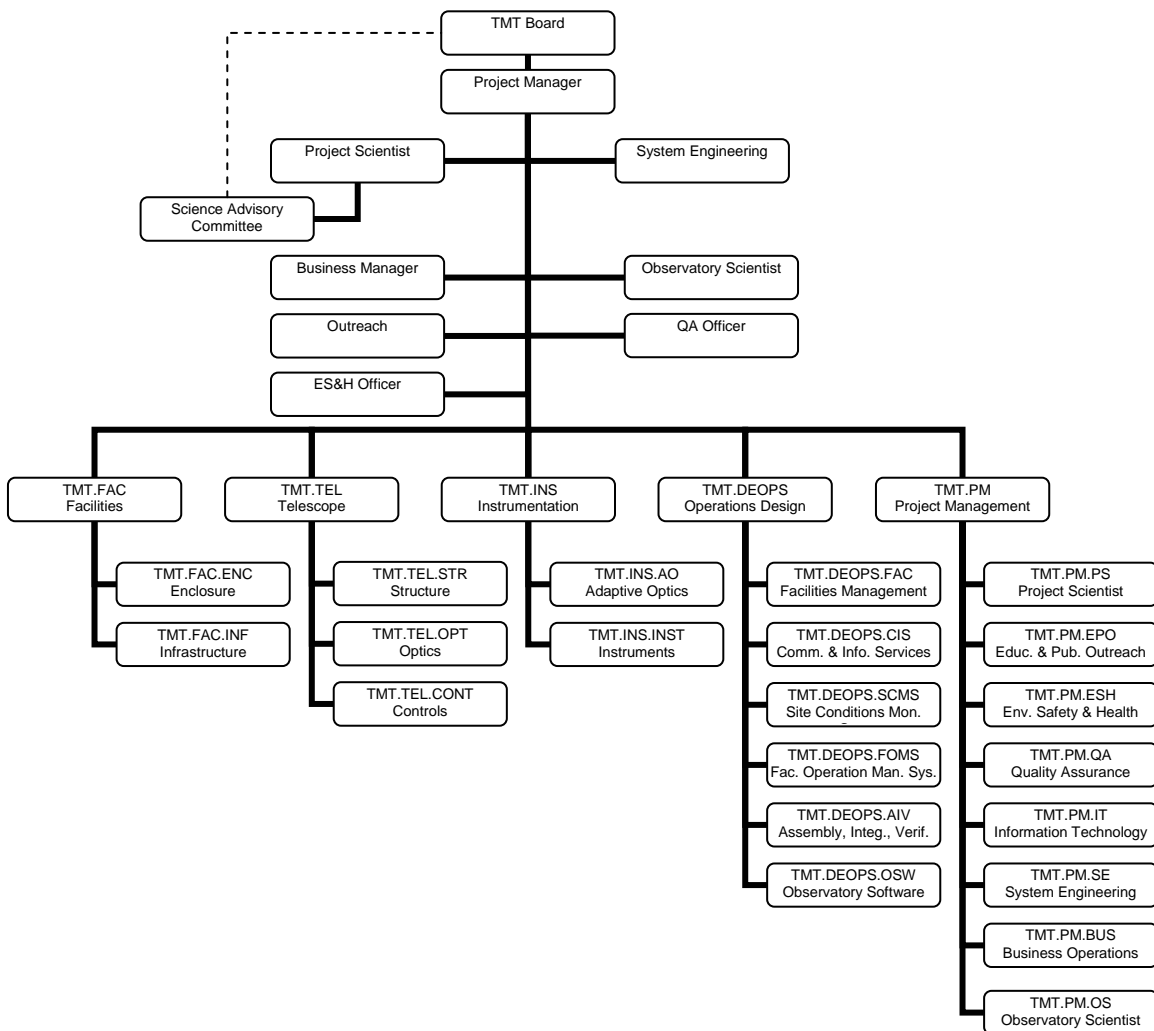 TMT Board
Project Manager
Project Scientist
System Engineering
Science Advisory
Committee
Business Manager
Observatory Scientist
Outreach
QA Officer
ES&H Officer
TMT.FAC
Facilities
TMT.TEL
Telescope
TMT.INS
Instrumentation
TMT.DEOPS
Operations Design
TMT.PM
Project Management
TMT.FAC.ENC
Enclosure
TMT.FAC.INF
Infrastructure
TMT.TEL.STR
Structure
TMT.TEL.OPT
Optics
TMT.TEL.CONT
Controls
TMT.INS.AO
Adaptive Optics
TMT.INS.INST
Instruments
TMT.DEOPS.FAC
Facilities Management
TMT.DEOPS.CIS
Comm. & Info. Services
TMT.DEOPS.SCMS
Site Conditions Mon.
TMT.DEOPS.FOMS
Fac. Operation Man. Sys.
TMT.DEOPS.AIV
Assembly, Integ., Verif.
TMT.DEOPS.OSW
Observatory Software
TMT.PM.PS
Project Scientist
TMT.PM.EPO
Educ. & Pub. Outreach
TMT.PM.ESH
Env. Safety & Health
TMT.PM.QA
Quality Assurance
TMT.PM.IT
Information Technology
TMT.PM.SE
System Engineering
TMT.PM.BUS
Business Operations
TMT.PM.OS
Observatory Scientist